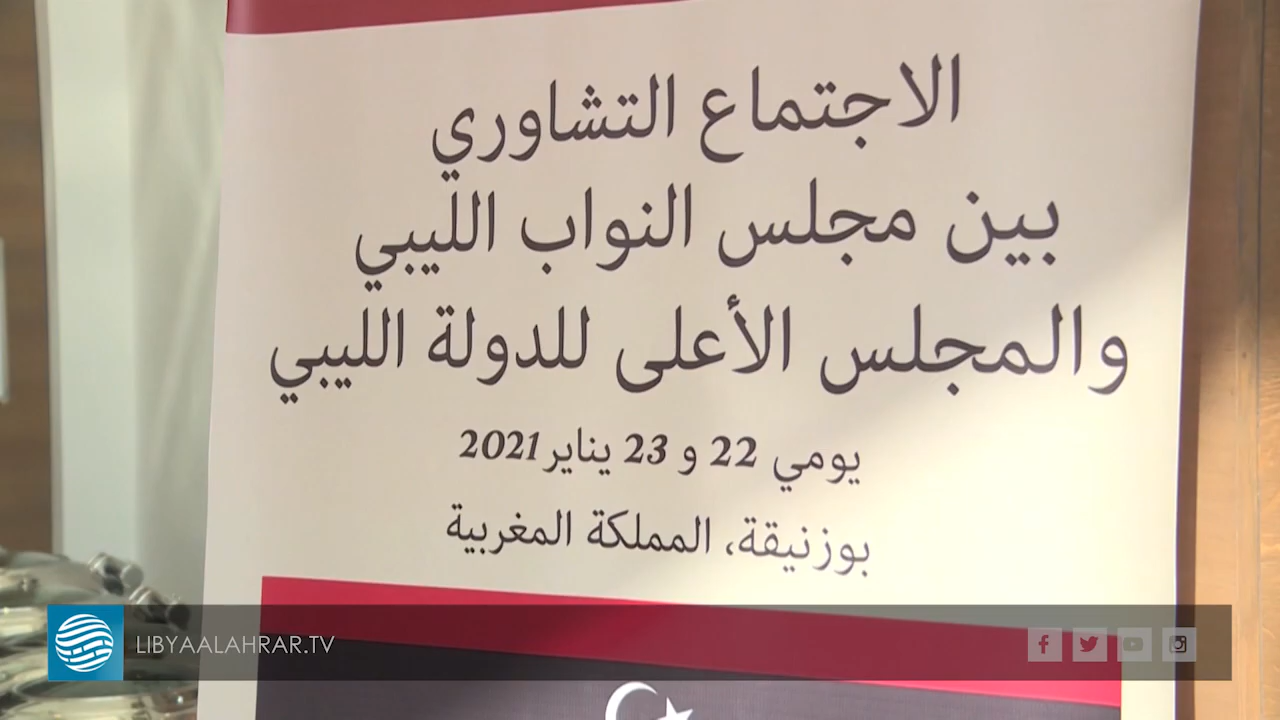 الاجتماع التشاوري
بين مجلس النواب الليبي
والمجلس الأعلى للدولة الليبي
يومي 22 و 23 يناير 2021
بوزنيقة، المملكة المغربية
LIBYAALAHRAR.TV